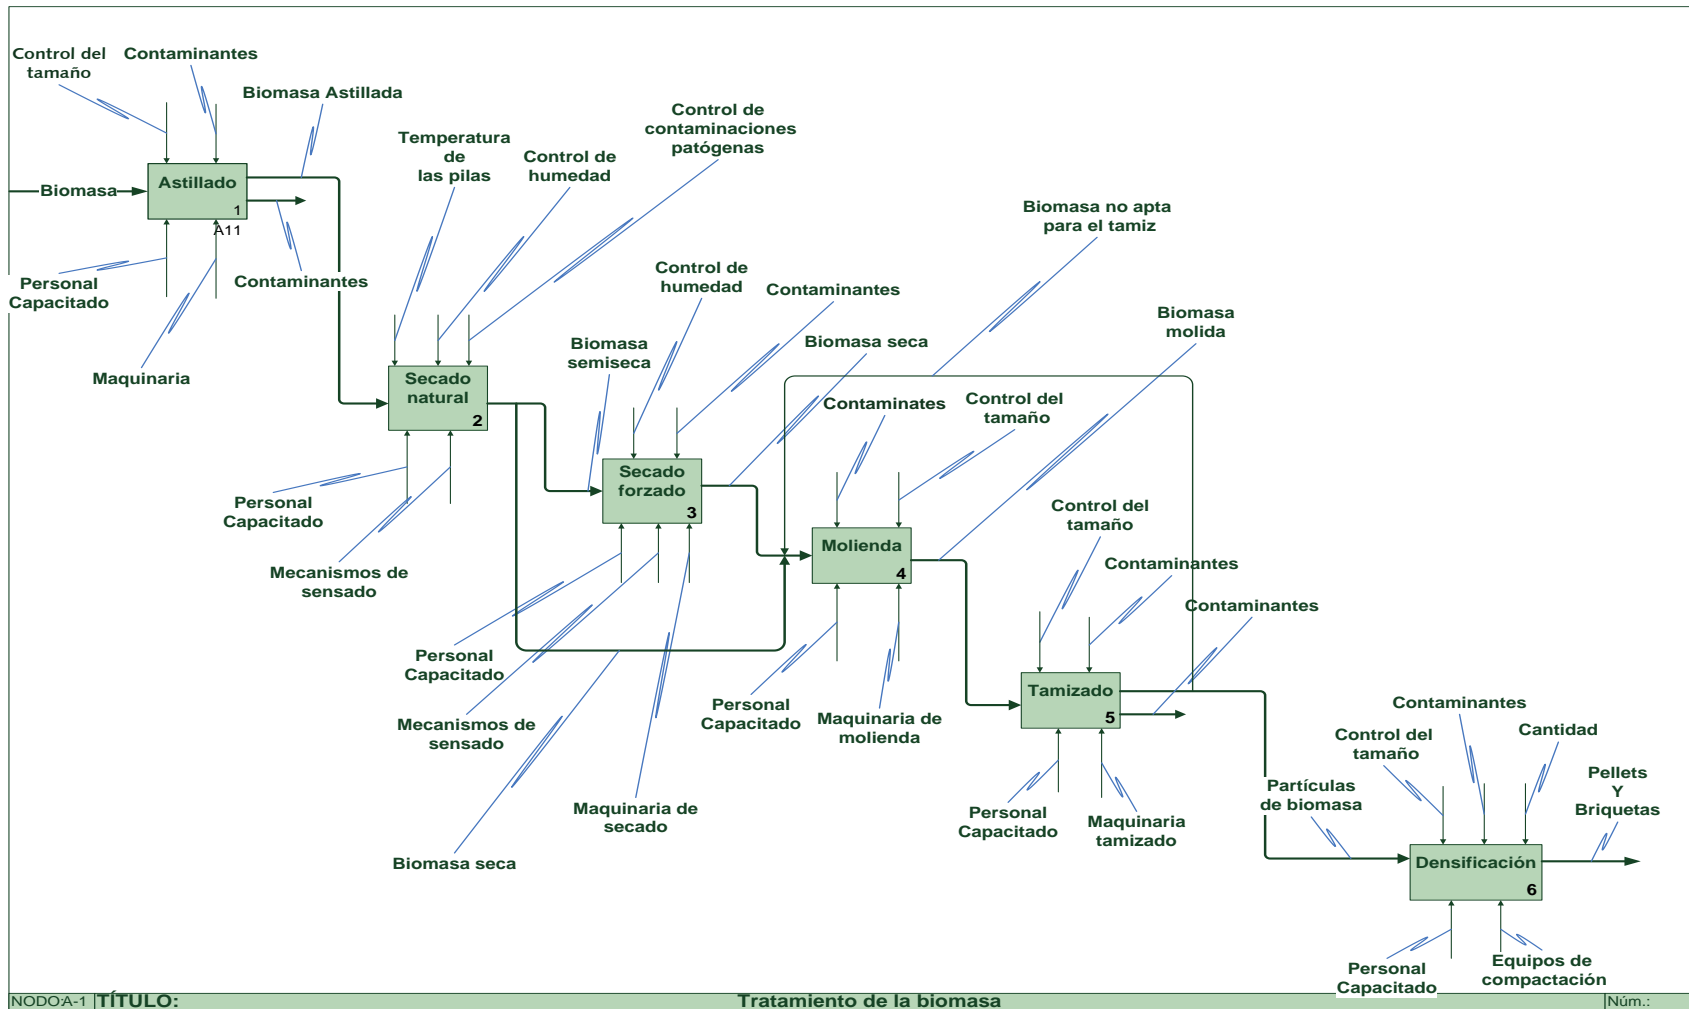 Control del
tamaño
Contaminantes
Biomasa Astillada
Biomasa
Astillado
1
A11
Personal
Capacitado
Maquinaria
Contaminantes
Temperatura
de
las pilas
Control de
humedad
Control de
contaminaciones
patógenas
Secado
natural
2
Personal
Capacitado
Mecanismos de
sensado
Biomasa
semiseca
Control de
humedad
Contaminantes
Biomasa seca
Secado
forzado
3
Personal
Capacitado
Mecanismos de
sensado
Maquinaria de
secado
Biomasa seca
Biomasa no apta
para el tamiz
Biomasa
molida
Contaminates
Control del
tamaño
Molienda
4
Personal
Capacitado
Maquinaria de
molienda
Control del
tamaño
Contaminantes
Contaminantes
Tamizado
5
Personal
Capacitado
Maquinaria
tamizado
Partículas
de biomasa
Control del
tamaño
Contaminantes
Cantidad
Pellets
Y
Briquetas
Densificación
6
Personal
Capacitado
Equipos de
compactación
NODO:A-1
TÍTULO:
Tratamiento de la biomasa
Núm.: